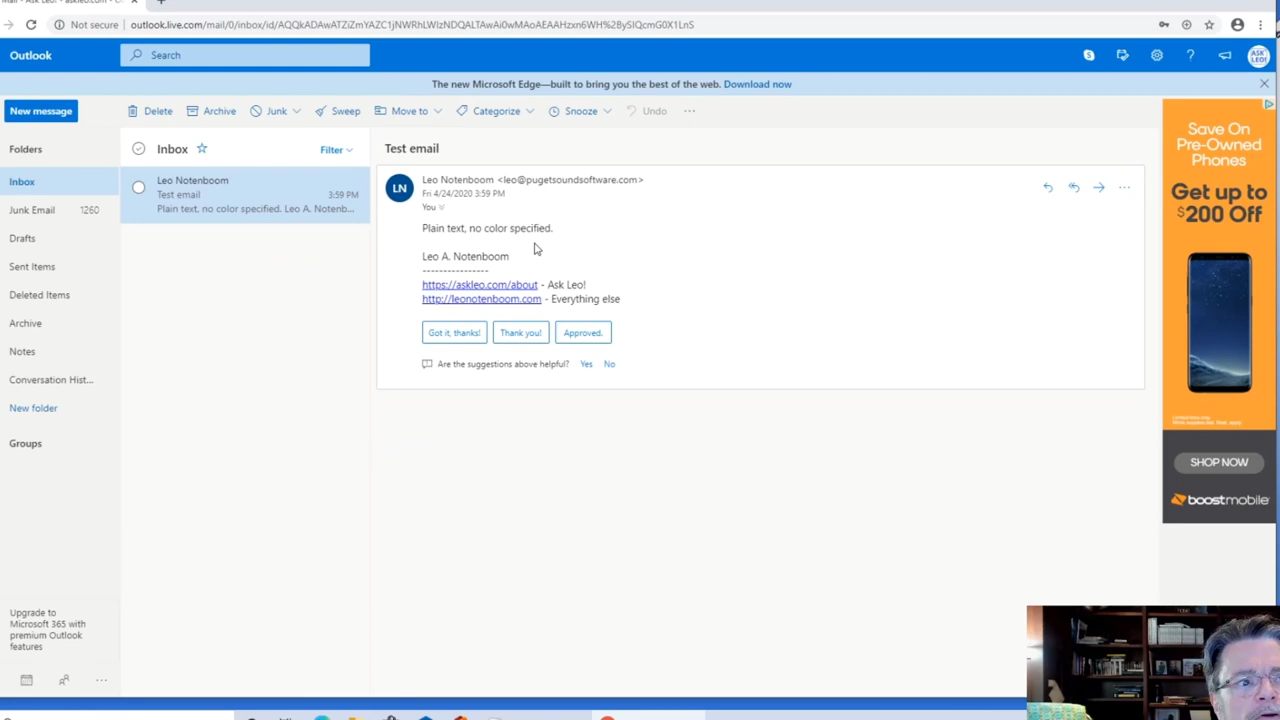 Not secure outlook.live.com/mail/0/inbox/id/AQQkADAwATZiZmYAZC1jNWRhLWIzNDQALTAwAi0wMAoAEAAHzxn6WH%2BySIQcmG0X1LnS
Outlook
Search
The new Microsoft Edge—built to bring you the best of the web. Download now
New message
Delete Archive Junk Sweep Move to Categorize Snooze Undo
Folders
Inbox
Junk Email 1260
Drafts
Sent Items
Deleted Items
Archive
Notes
Conversation Hist...
New folder
Groups
Upgrade to
Microsoft 365 with
premium Outlook
features
Inbox
Filter
Leo Notenboom
Test email 3:59 PM
Plain text, no color specified. Leo A. Notenb...
Test email
LN
Leo Notenboom <leo@pugetsoundsoftware.com>
Fri 4/24/2020 3:59 PM
You
Plain text, no color specified.
Leo A. Notenboom
----------------
https://askleo.com/about - Ask Leo!
http://leonotenboom.com - Everything else
Got it, thanks! Thank you! Approved.
Are the suggestions above helpful? Yes No
ASK
LEO!
Save On
Pre-Owned
Phones
Get up to
$200 Off
SHOP NOW
boostmobile